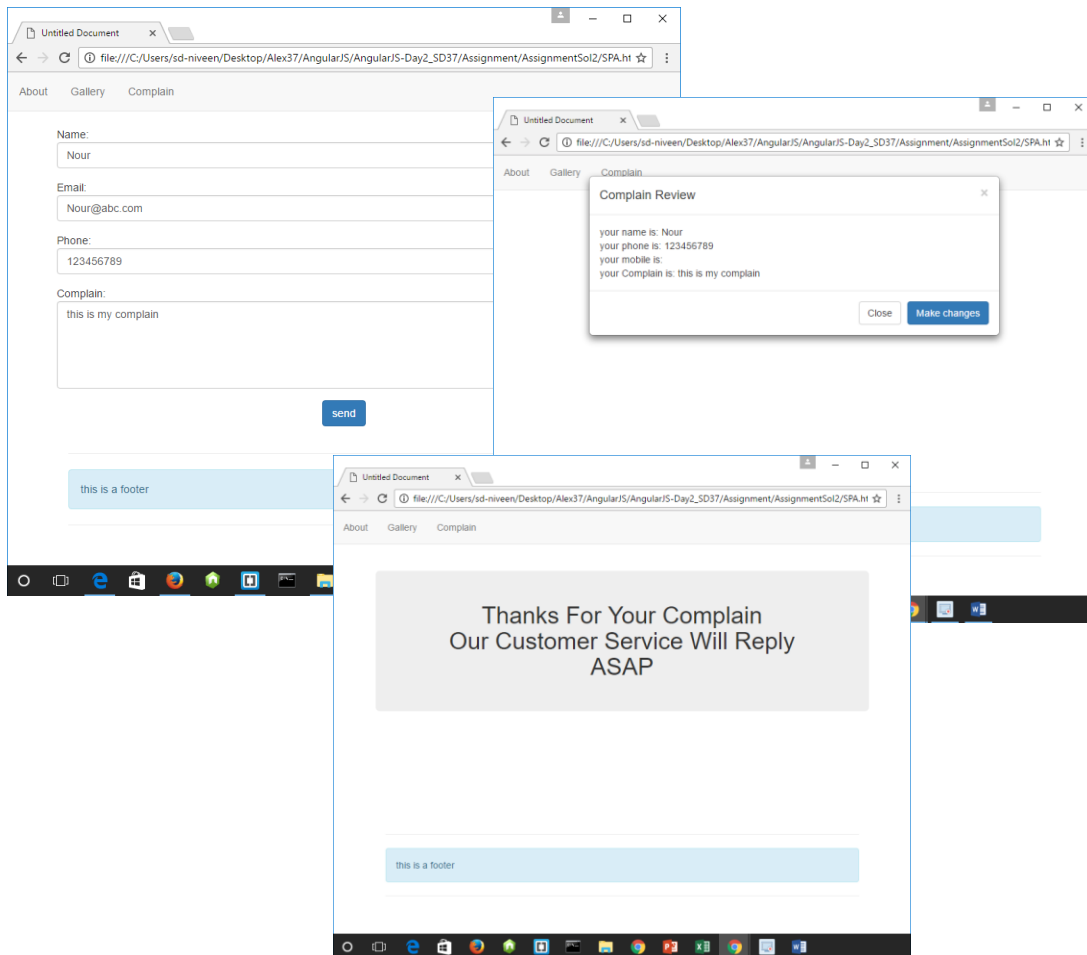 Untitled Document
file:///C:/Users/sd-niveen/Desktop/Alex37/AngularJS/AngularJS-Day2_SD37/Assignment/AssignmentSol2/SPA.ht
About Gallery Complain
Name:
Nour
Email:
Nour@abc.com
Phone:
123456789
Complain:
this is my complain
send
this is a footer
Untitled Document
file:///C:/Users/sd-niveen/Desktop/Alex37/AngularJS/AngularJS-Day2_SD37/Assignment/AssignmentSol2/SPA.ht
About Gallery Complain
Complain Review
your name is: Nour
your phone is: 123456789
your mobile is:
your Complain is: this is my complain
Close Make changes
Untitled Document
file:///C:/Users/sd-niveen/Desktop/Alex37/AngularJS/AngularJS-Day2_SD37/Assignment/AssignmentSol2/SPA.ht
About Gallery Complain
Thanks For Your Complain
Our Customer Service Will Reply
ASAP
this is a footer